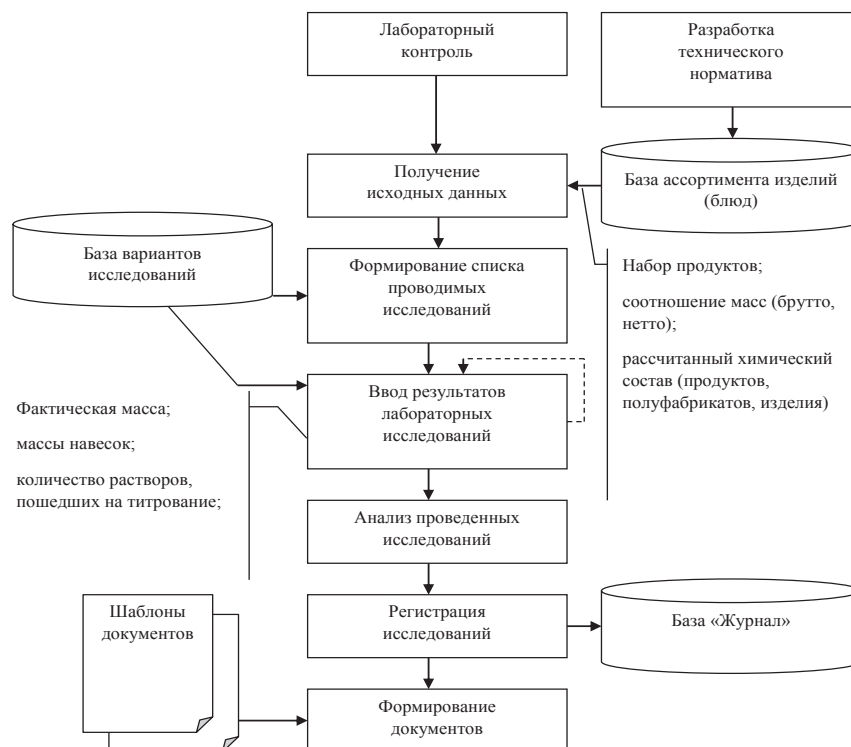 Лабораторный
контроль
Разработка
технического
норматива
Получение
исходных данных
База ассортимента изделий
(блюд)
База вариантов
исследований
Формирование списка
проводимых
исследований
Набор продуктов;
соотношение масс (брутто,
нетто);
рассчитанный химический
состав (продуктов,
полуфабрикатов, изделия)
Ввод результатов
лабораторных
исследований
Фактическая масса;
массы навесок;
количество растворов,
пошедших на титрование;
Анализ проведенных
исследований
Шаблоны
документов
Регистрация
исследований
База «Журнал»
Формирование
документов